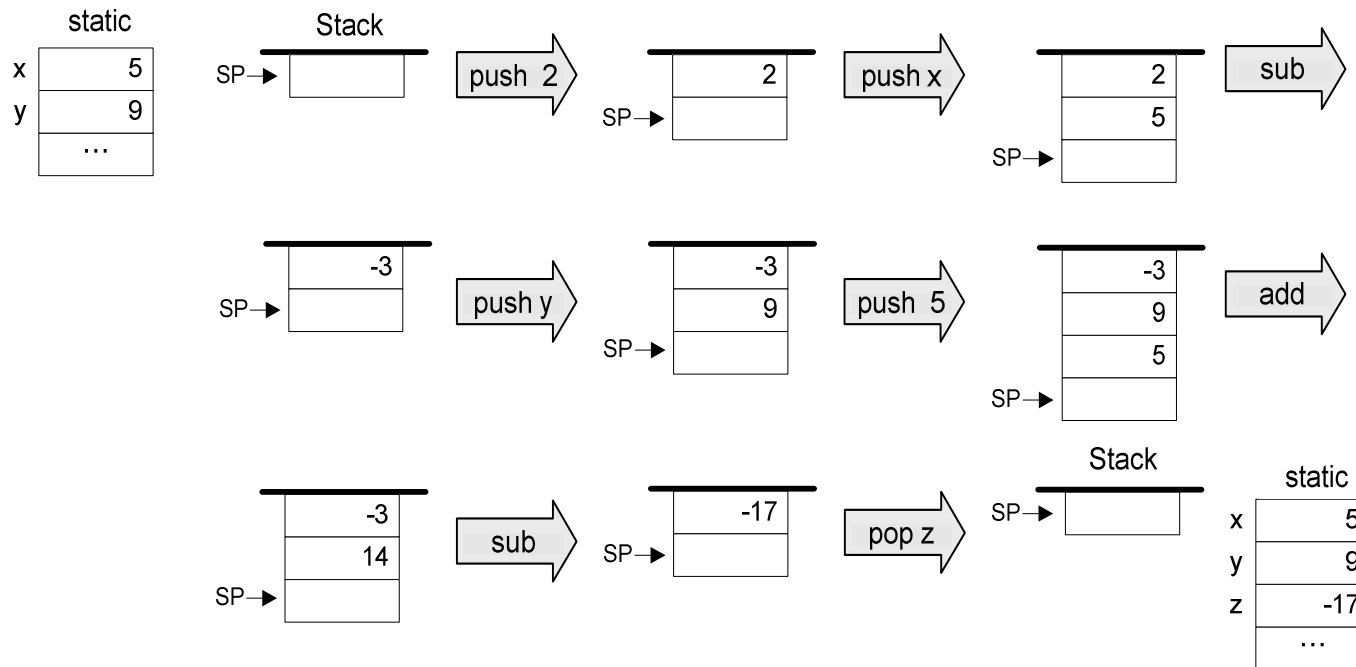 static
x 5
y 9
...
Stack
SP
push 2
2
SP
push x
2
5
SP
sub
-3
SP
push y
-3
9
SP
push 5
-3
9
5
SP
add
-3
14
SP
sub
-17
SP
pop z
Stack
SP
static
x 5
y 9
z -17
...